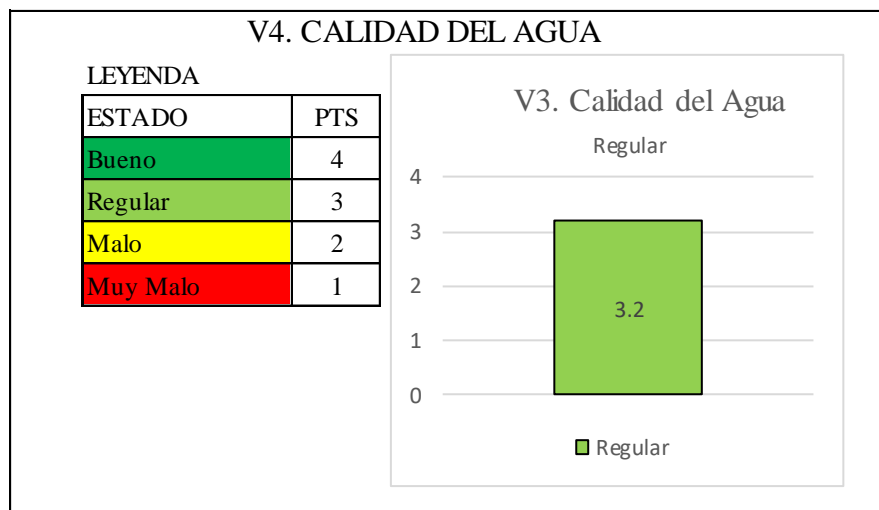 V4. CALIDAD DEL AGUA
LEYENDA
ESTADO PTS
Bueno 4
Regular 3
Malo 2
Muy Malo 1
V3. Calidad del Agua
Regular
4
3
2
1
0
3.2
Regular